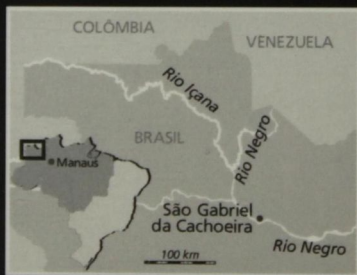 COLÔMBIA
VENEZUELA
Rio Içana
Rio Negro
BRASIL
Manaus
São Gabriel
da Cachoeira
100 km
Rio Negro